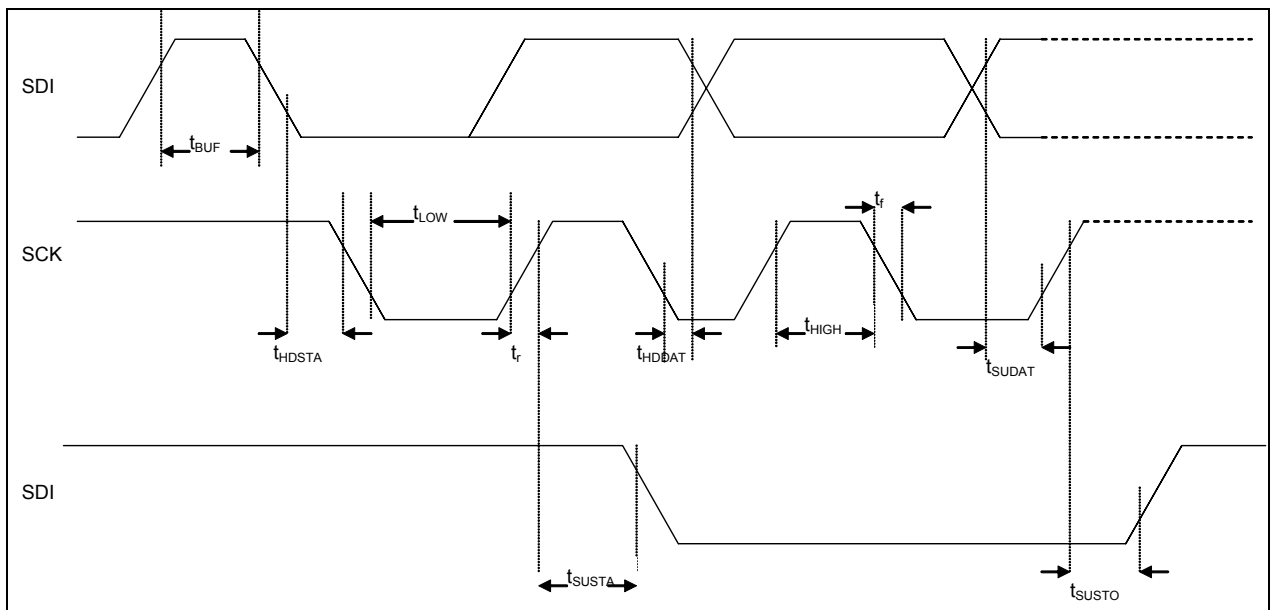 SDI
tBUF
tLOW
tf
SCK
tHDSTA
tr
tHDDAT
tHIGH
tSUDAT
SDI
tSUSTA
tSUSTO